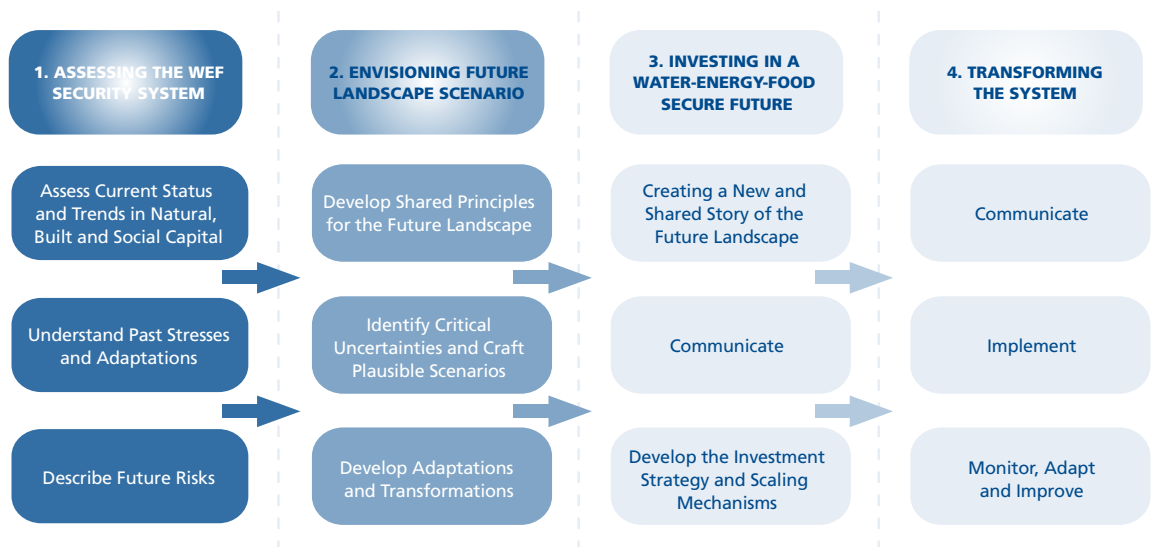 1. ASSESSING THE WEF
SECURITY SYSTEM
2. ENVISIONING FUTURE
LANDSCAPE SCENARIO
3. INVESTING IN A
WATER-ENERGY-FOOD
SECURE FUTURE
4. TRANSFORMING
THE SYSTEM
Assess Current Status
and Trends in Natural,
Built and Social Capital
Develop Shared Principles
for the Future Landscape
Creating a New and
Shared Story of the
Future Landscape
Communicate
Understand Past Stresses
and Adaptations
Identify Critical
Uncertainties and Craft
Plausible Scenarios
Communicate
Implement
Describe Future Risks
Develop Adaptations
and Transformations
Develop the Investment
Strategy and Scaling
Mechanisms
Monitor, Adapt
and Improve